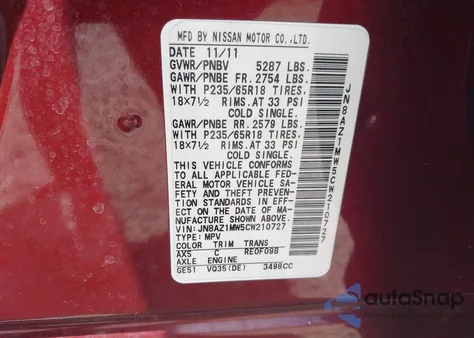 MFD BY NISSAN MOTOR CO.,LTD.
DATE 11/11
GVWR/PNBV 5287 LBS.
GAWR/PNBE FR. 2754 LBS.
WITH P235/65R18 TIRES,
18X7½ RIMS.AT 33 PSI
COLD SINGLE.
GAWR/PNBE RR. 2579 LBS.
WITH P235/65R18 TIRES,
18X7½ RIMS.AT 33 PSI
COLD SINGLE.
THIS VEHICLE CONFORMS
TO ALL APPLICABLE FED-
ERAL MOTOR VEHICLE SA-
FETY AND THEFT PREVEN-
TION STANDARDS IN EFF-
ECT ON THE DATE OF MA-
NUFACTURE SHOWN ABOVE.
VIN: JN8AZ1MW5CW210727
TYPE: MPV
COLOR TRIM TRANS
AX5 C RE0F09B
AXLE ENGINE
GE51 VQ35(DE) 3498CC
JN8AZ1MW5CW210727
autoSnap